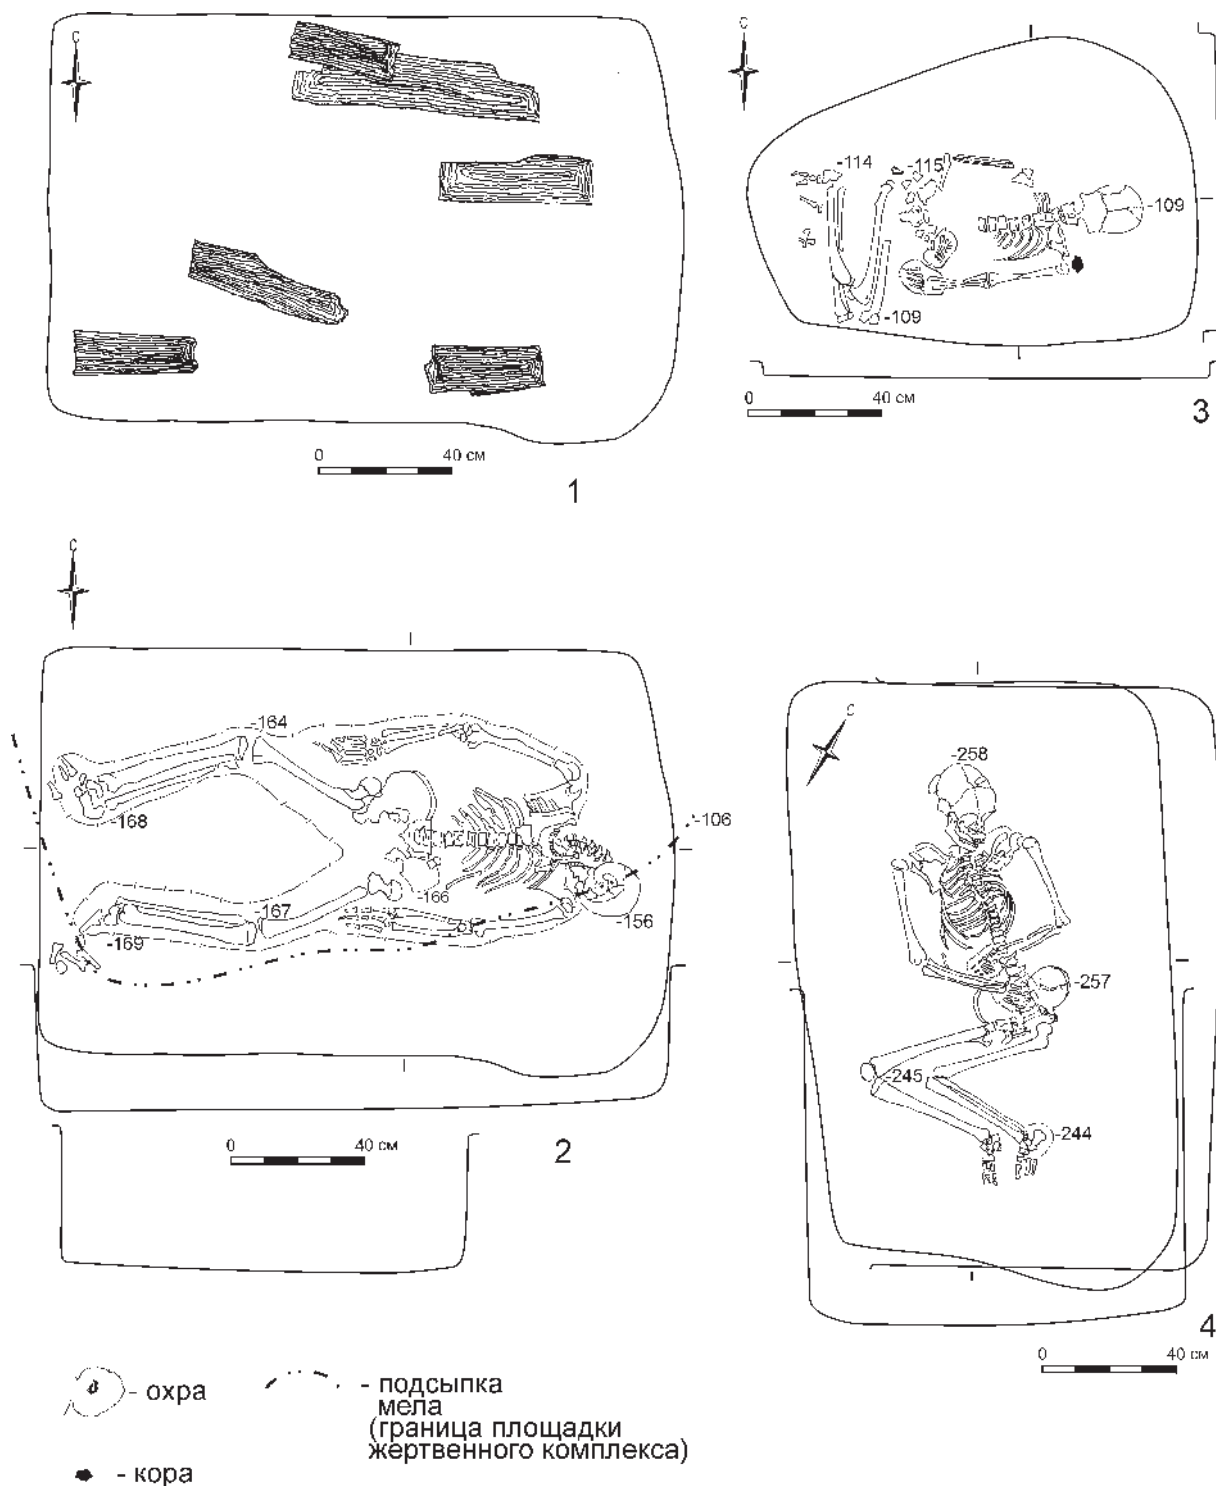 С
0 40 см
1
С
-114 -115
-109
-109
0 40 см
3
С
-164
-168
-106
-166
-167
-156
-169
0 40 см
2
С
-258
-257
-245
-244
4
0 40 см
- охра
- подсыпка
мела
(граница площадки
жертвенного комплекса)
- кора